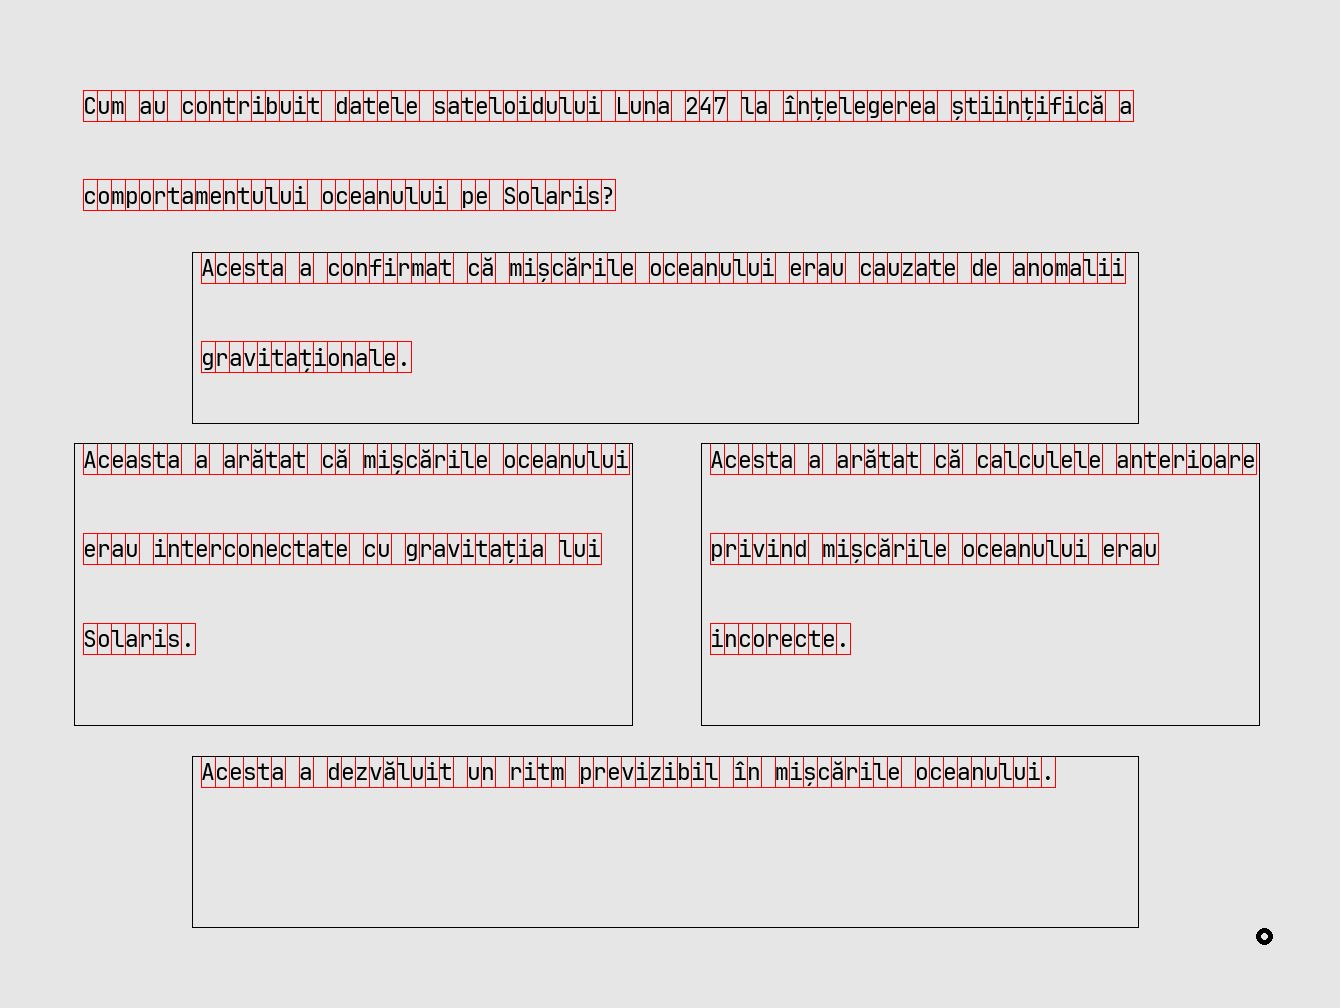 Cum au contribuit datele sateloidului Luna 247 la înțelegerea științifică a
comportamentului oceanului pe Solaris?
Acesta a confirmat că mișcările oceanului erau cauzate de anomalii
gravitaționale.
Aceasta a arătat că mișcările oceanului
erau interconectate cu gravitația lui
Solaris.
Acesta a arătat că calculele anterioare
privind mișcările oceanului erau
incorecte.
Acesta a dezvăluit un ritm previzibil în mișcările oceanului.